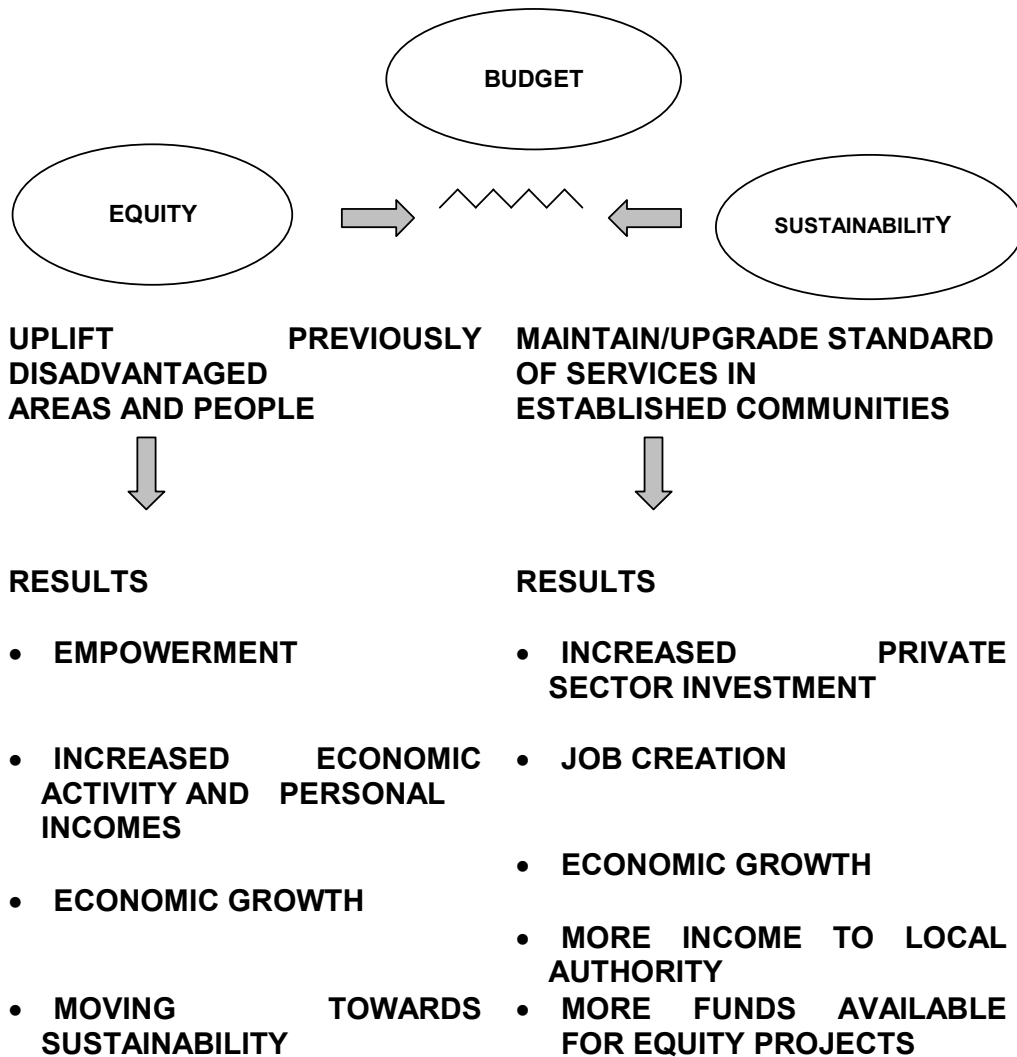 BUDGET
EQUITY
SUSTAINABILITY
UPLIFT PREVIOUSLY
DISADVANTAGED
AREAS AND PEOPLE
MAINTAIN/UPGRADE STANDARD
OF SERVICES IN
ESTABLISHED COMMUNITIES
RESULTS
• EMPOWERMENT
• INCREASED ECONOMIC
ACTIVITY AND PERSONAL
INCOMES
• ECONOMIC GROWTH
• MOVING TOWARDS
SUSTAINABILITY
RESULTS
• INCREASED PRIVATE
SECTOR INVESTMENT
• JOB CREATION
• ECONOMIC GROWTH
• MORE INCOME TO LOCAL
AUTHORITY
• MORE FUNDS AVAILABLE
FOR EQUITY PROJECTS